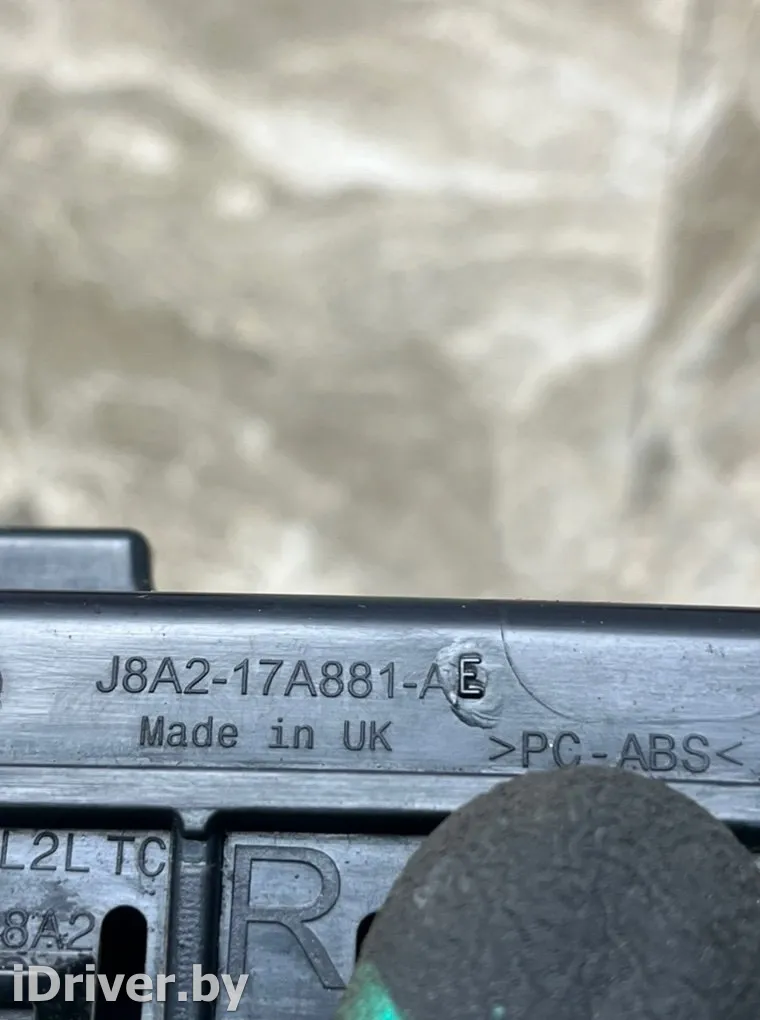 J8A2-17A881-AE
Made in UK
>PC-ABS<
L2L TC
R
8A2
iDriver.by